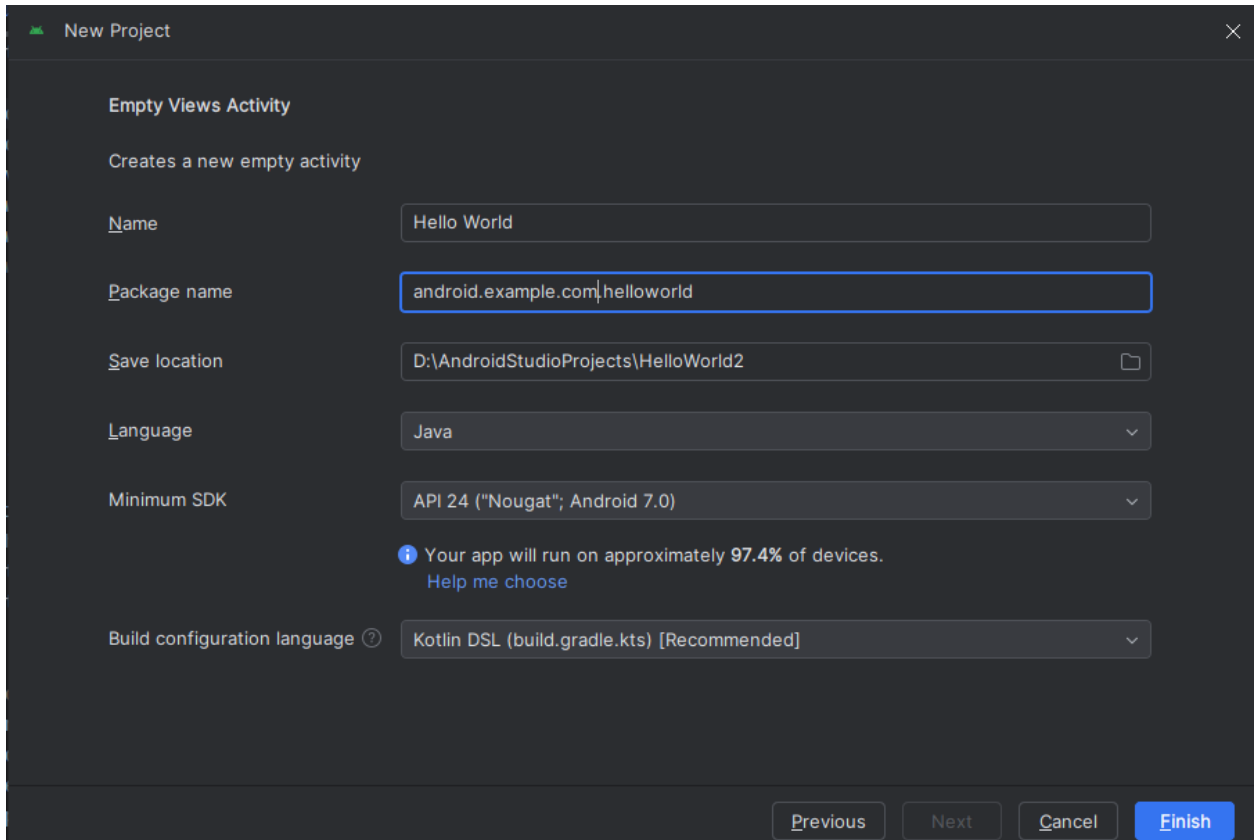 New Project
Empty Views Activity
Creates a new empty activity
Name Hello World
Package name android.example.com.helloworld
Save location D:\AndroidStudioProjects\HelloWorld2
Language Java
Minimum SDK API 24 ("Nougat"; Android 7.0)
Your app will run on approximately 97.4% of devices.
Help me choose
Build configuration language ? Kotlin DSL (build.gradle.kts) [Recommended]
Previous Next Cancel Finish